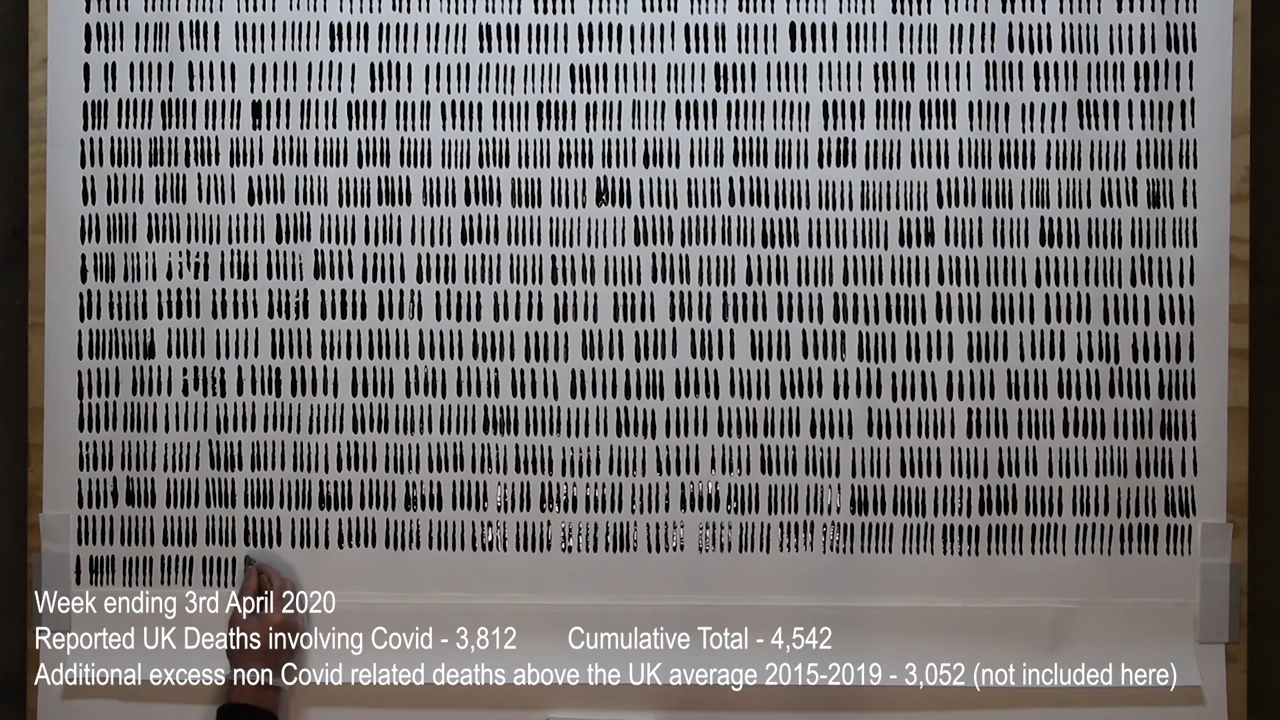 Week ending 3rd April 2020
Reported UK Deaths involving Covid - 3,812 Cumulative Total - 4,542
Additional excess non Covid related deaths above the UK average 2015-2019 - 3,052 (not included here)